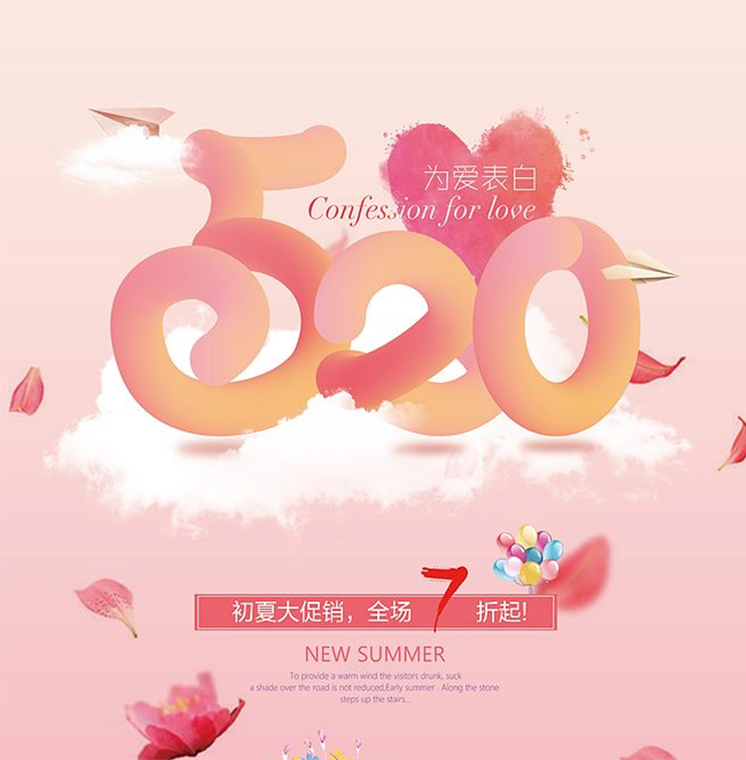 520
为爱表白
Confession for love
初夏大促销，全场7折起!
NEW SUMMER
To provide a warm wind the visitors drunk, suck
a shade over the road is not reduced,Early summer . Along the stone
steps up the stairs...